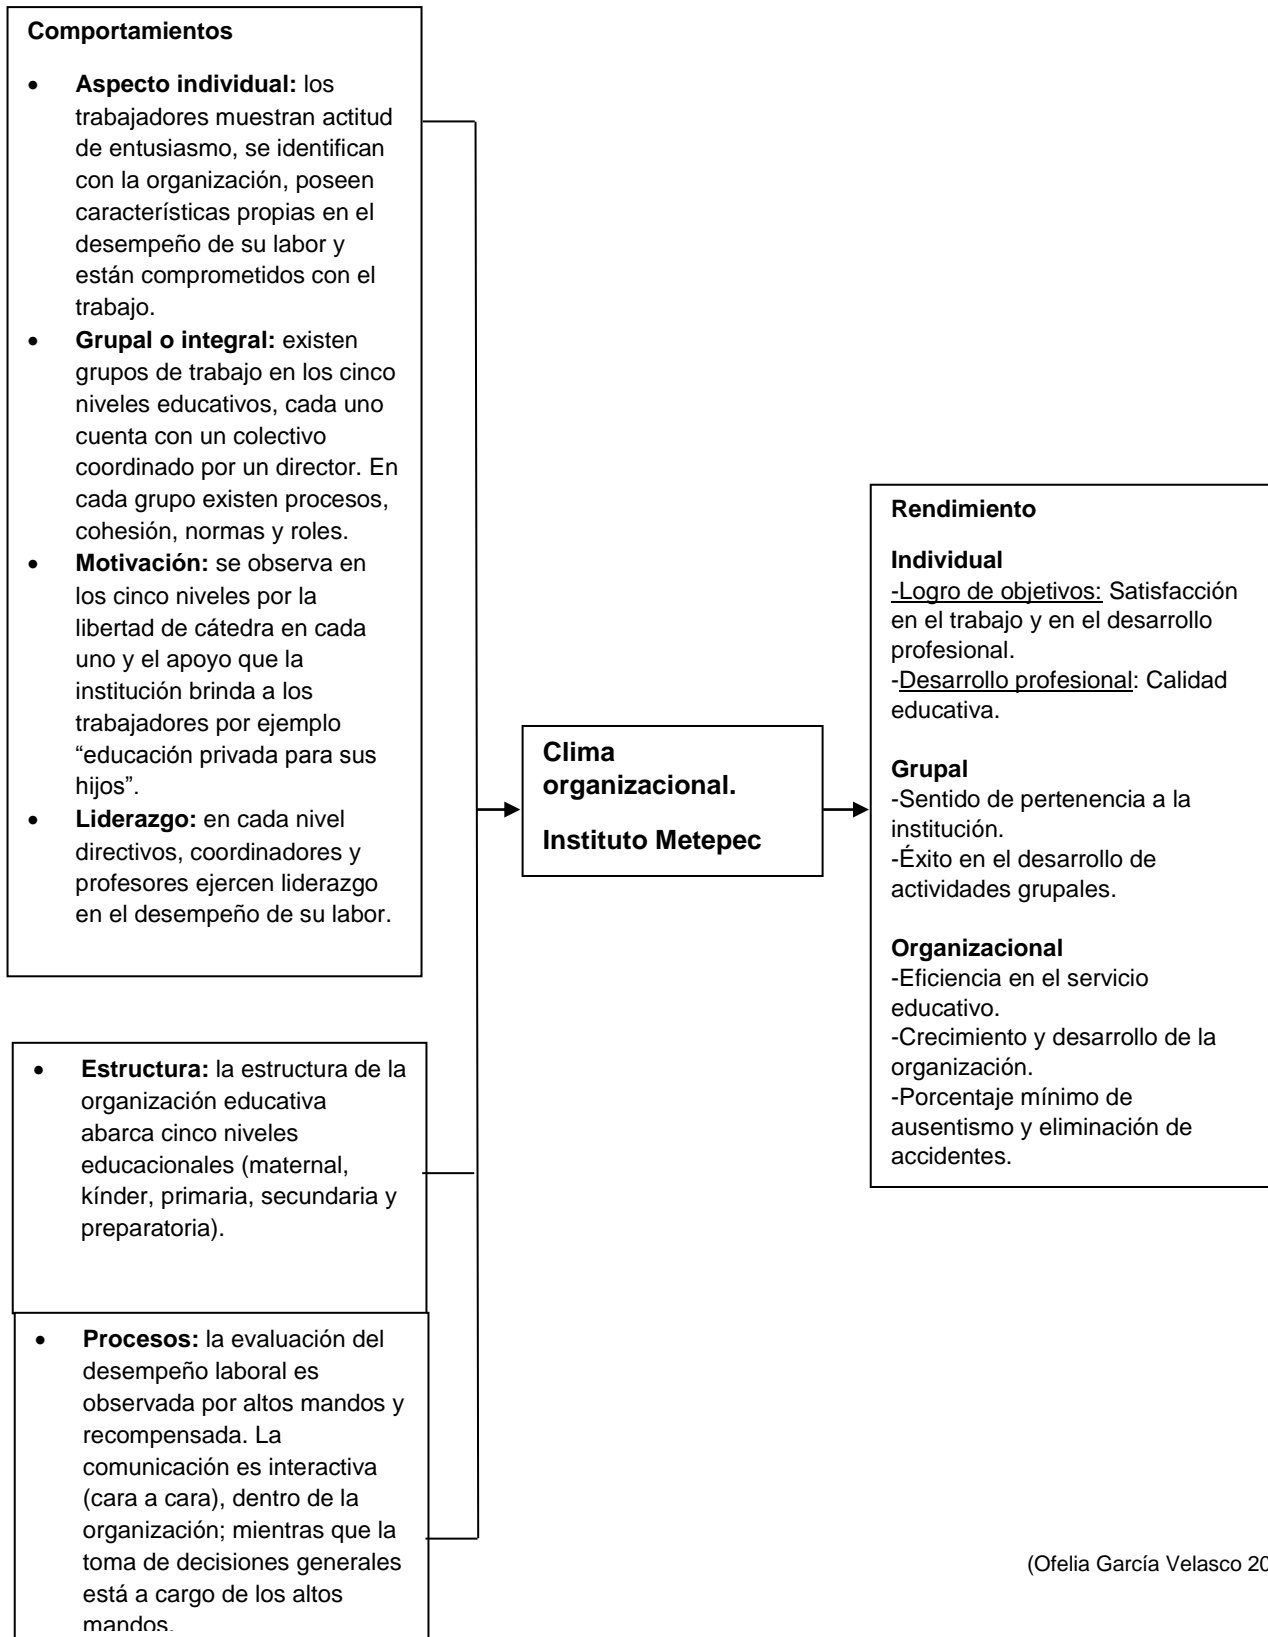 Comportamientos
• Aspecto individual: los
trabajadores muestran actitud
de entusiasmo, se identifican
con la organización, poseen
características propias en el
desempeño de su labor y
están comprometidos con el
trabajo.
• Grupal o integral: existen
grupos de trabajo en los cinco
niveles educativos, cada uno
cuenta con un colectivo
coordinado por un director. En
cada grupo existen procesos,
cohesión, normas y roles.
• Motivación: se observa en
los cinco niveles por la
libertad de cátedra en cada
uno y el apoyo que la
institución brinda a los
trabajadores por ejemplo
“educación privada para sus
hijos”.
• Liderazgo: en cada nivel
directivos, coordinadores y
profesores ejercen liderazgo
en el desempeño de su labor.
• Estructura: la estructura de la
organización educativa
abarca cinco niveles
educacionales (maternal,
kínder, primaria, secundaria y
preparatoria).
• Procesos: la evaluación del
desempeño laboral es
observada por altos mandos y
recompensada. La
comunicación es interactiva
(cara a cara), dentro de la
organización; mientras que la
toma de decisiones generales
está a cargo de los altos
mandos.
Clima
organizacional.
Instituto Metepec
Rendimiento
Individual
-Logro de objetivos: Satisfacción
en el trabajo y en el desarrollo
profesional.
-Desarrollo profesional: Calidad
educativa.
Grupal
-Sentido de pertenencia a la
institución.
-Éxito en el desarrollo de
actividades grupales.
Organizacional
-Eficiencia en el servicio
educativo.
-Crecimiento y desarrollo de la
organización.
-Porcentaje mínimo de
ausentismo y eliminación de
accidentes.
(Ofelia García Velasco 20